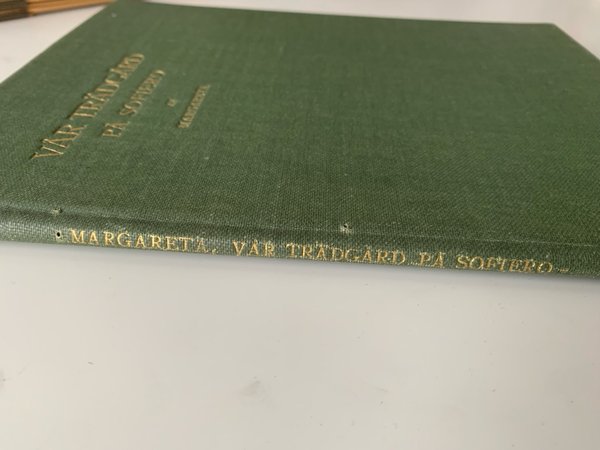 VÅR TRÄDGÅRD
PÅ SOFIERO
AV
MARGARETA
MARGARETA. VÅR TRÄDGÅRD PÅ SOFIERO